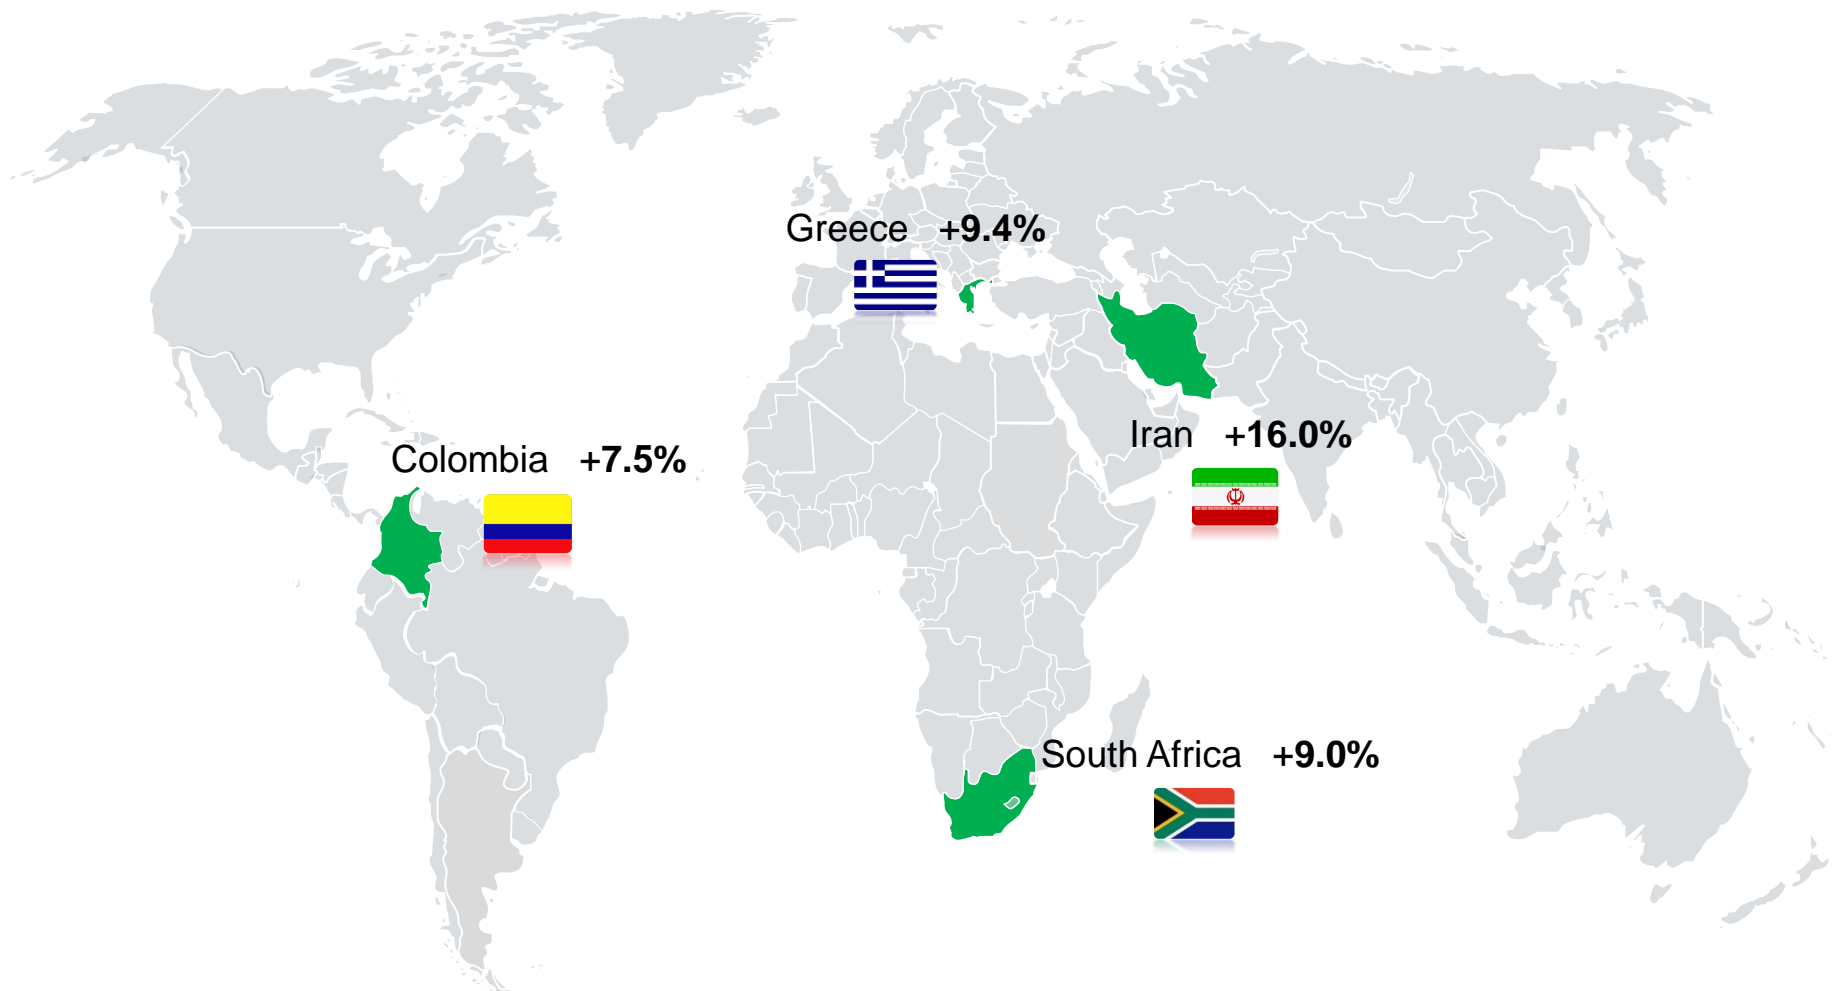 Greece +9.4%
Iran +16.0%
Colombia +7.5%
South Africa +9.0%